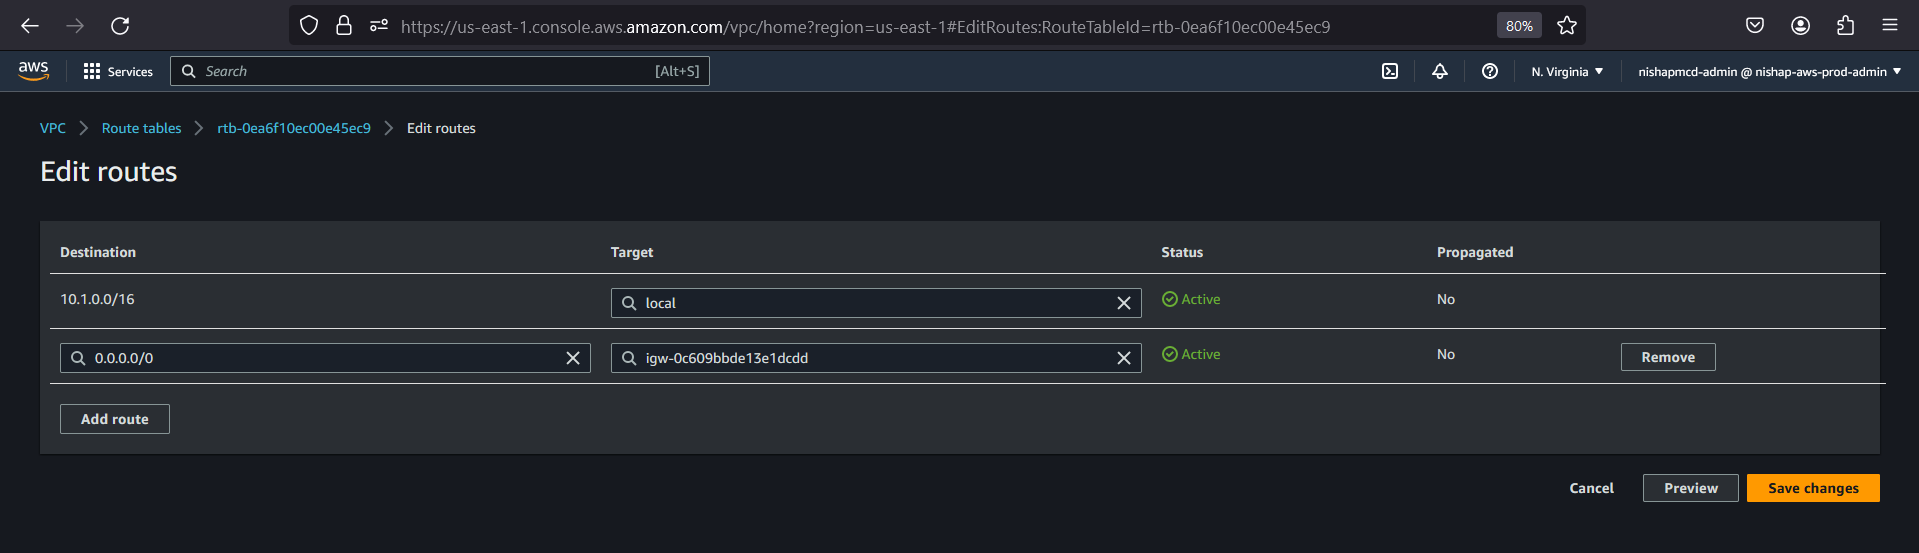 https://us-east-1.console.aws.amazon.com/vpc/home?region=us-east-1#EditRoutes:RouteTableId=rtb-0ea6f10ec00e45ec9 80%
aws Services Search [Alt+S] N. Virginia nishapmcd-admin @ nishap-aws-prod-admin
VPC Route tables rtb-0ea6f10ec00e45ec9 Edit routes
Edit routes
Destination Target Status Propagated
10.1.0.0/16 local Active No
0.0.0.0/0 igw-0c609bbde13e1dcdd Active No Remove
Add route
Cancel Preview Save changes